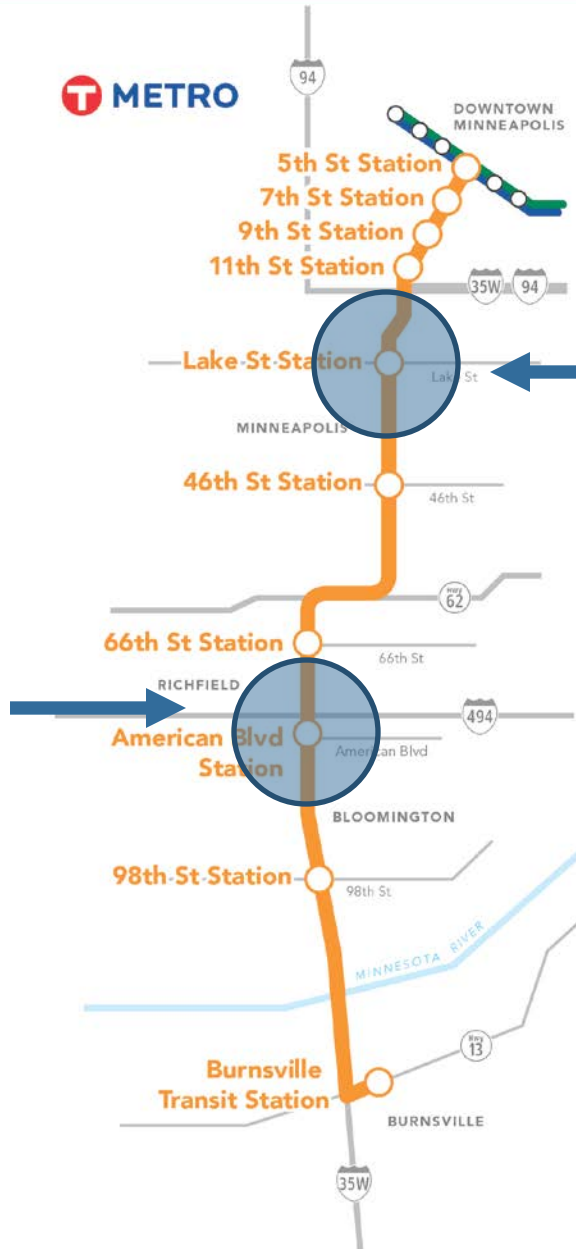 94
T METRO
DOWNTOWN
MINNEAPOLIS
5th St Station
7th St Station
9th St Station
11th St Station
35W 94
Lake St Station
Lake St
MINNEAPOLIS
46th St Station
46th St
Hwy
62
66th St Station
66th St
RICHFIELD
494
American Blvd
Station
American Blvd
BLOOMINGTON
98th St Station
98th St
MINNESOTA RIVER
Hwy
13
Burnsville
Transit Station
BURNSVILLE
35W